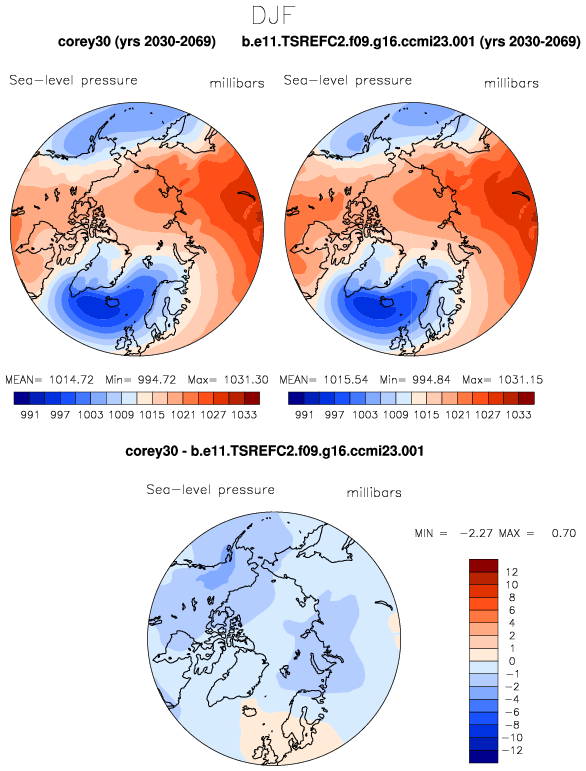 DJF
corey30 (yrs 2030-2069) b.e11.TSREFC2.f09.g16.ccmi23.001 (yrs 2030-2069)
Sea-level pressure millibars Sea-level pressure millibars
MEAN= 1014.72 Min= 994.72 Max= 1031.30 MEAN= 1015.54 Min= 994.84 Max= 1031.15
991 997 1003 1009 1015 1021 1027 1033 991 997 1003 1009 1015 1021 1027 1033
corey30 - b.e11.TSREFC2.f09.g16.ccmi23.001
Sea-level pressure millibars
MIN = -2.27 MAX = 0.70
12
10
8
6
4
2
1
0
-1
-2
-4
-6
-8
-10
-12